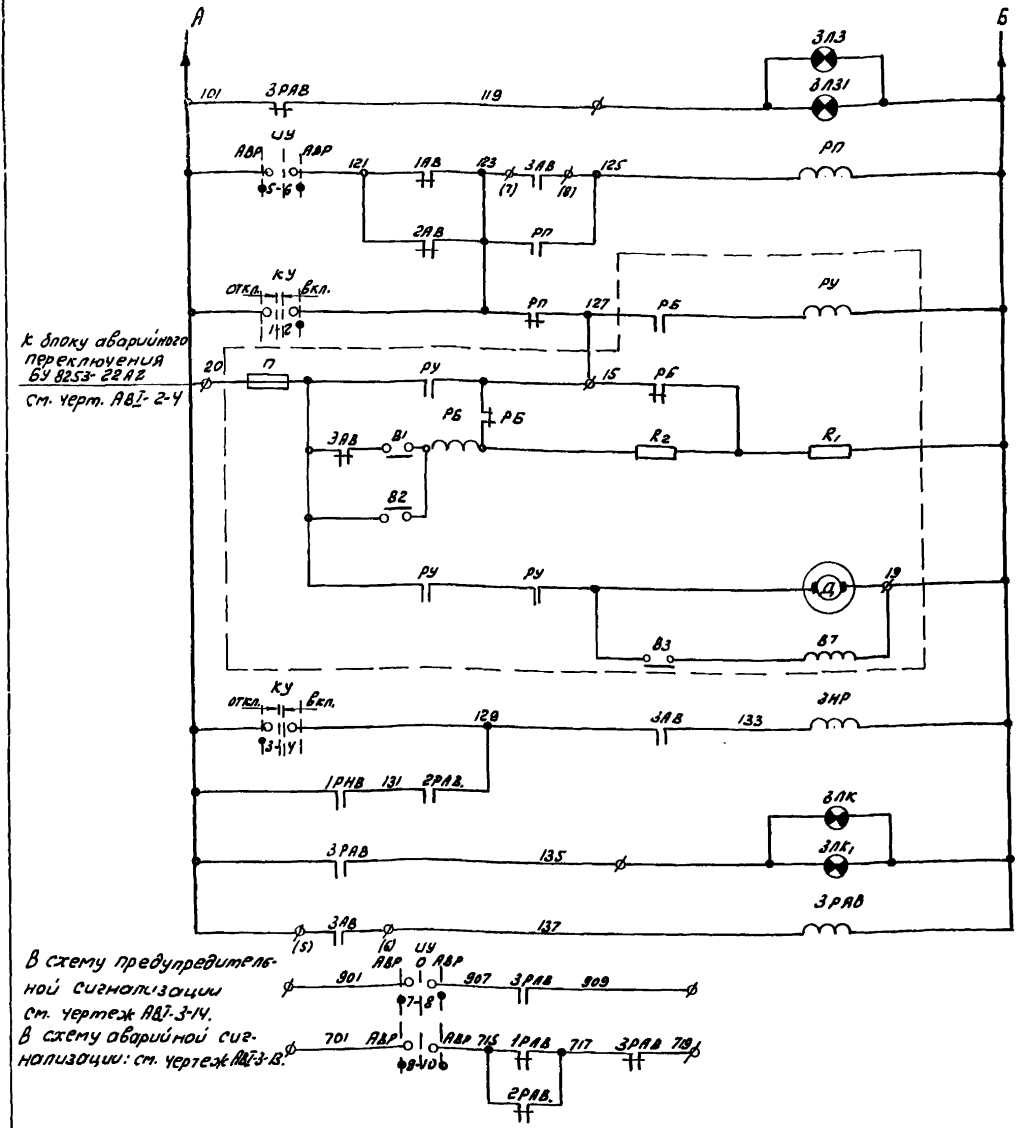 А
Б
ЗЛЗ
101
3РАВ
119
ЗЛЗ1
ИУ
АВР
АВР
121
1АВ
123
3АВ
125
РП
5-6
(7)
(8)
2АВ
РП
КУ
откл.
вкл.
РП
127
РБ
РУ
1
2
К блоку аварийного
переключения
БУ 8253-22А2
см. черт. АВI-2-4
20
П
РУ
15
РБ
РБ
РБ
3АВ
В1
R2
R1
В2
РУ
РУ
Д
19
В3
ВТ
КУ
откл.
вкл.
129
3АВ
133
ЗНР
3
4
1РНВ
131
2РАВ.
ЗЛК
3РАВ
135
ЗЛК1
3РАВ
(5)
3АВ
(6)
137
В схему предупредитель-
ной сигнализации
см. чертеж АВI-3-14.
901
АВР
ИУ
О
АВР
907
3РАВ
909
7-8
В схему аварийной сиг-
нализации: см. чертеж АВI-3-13.
701
АВР
АВР
715
1РАВ
717
3РАВ
719
9-10
2РАВ.